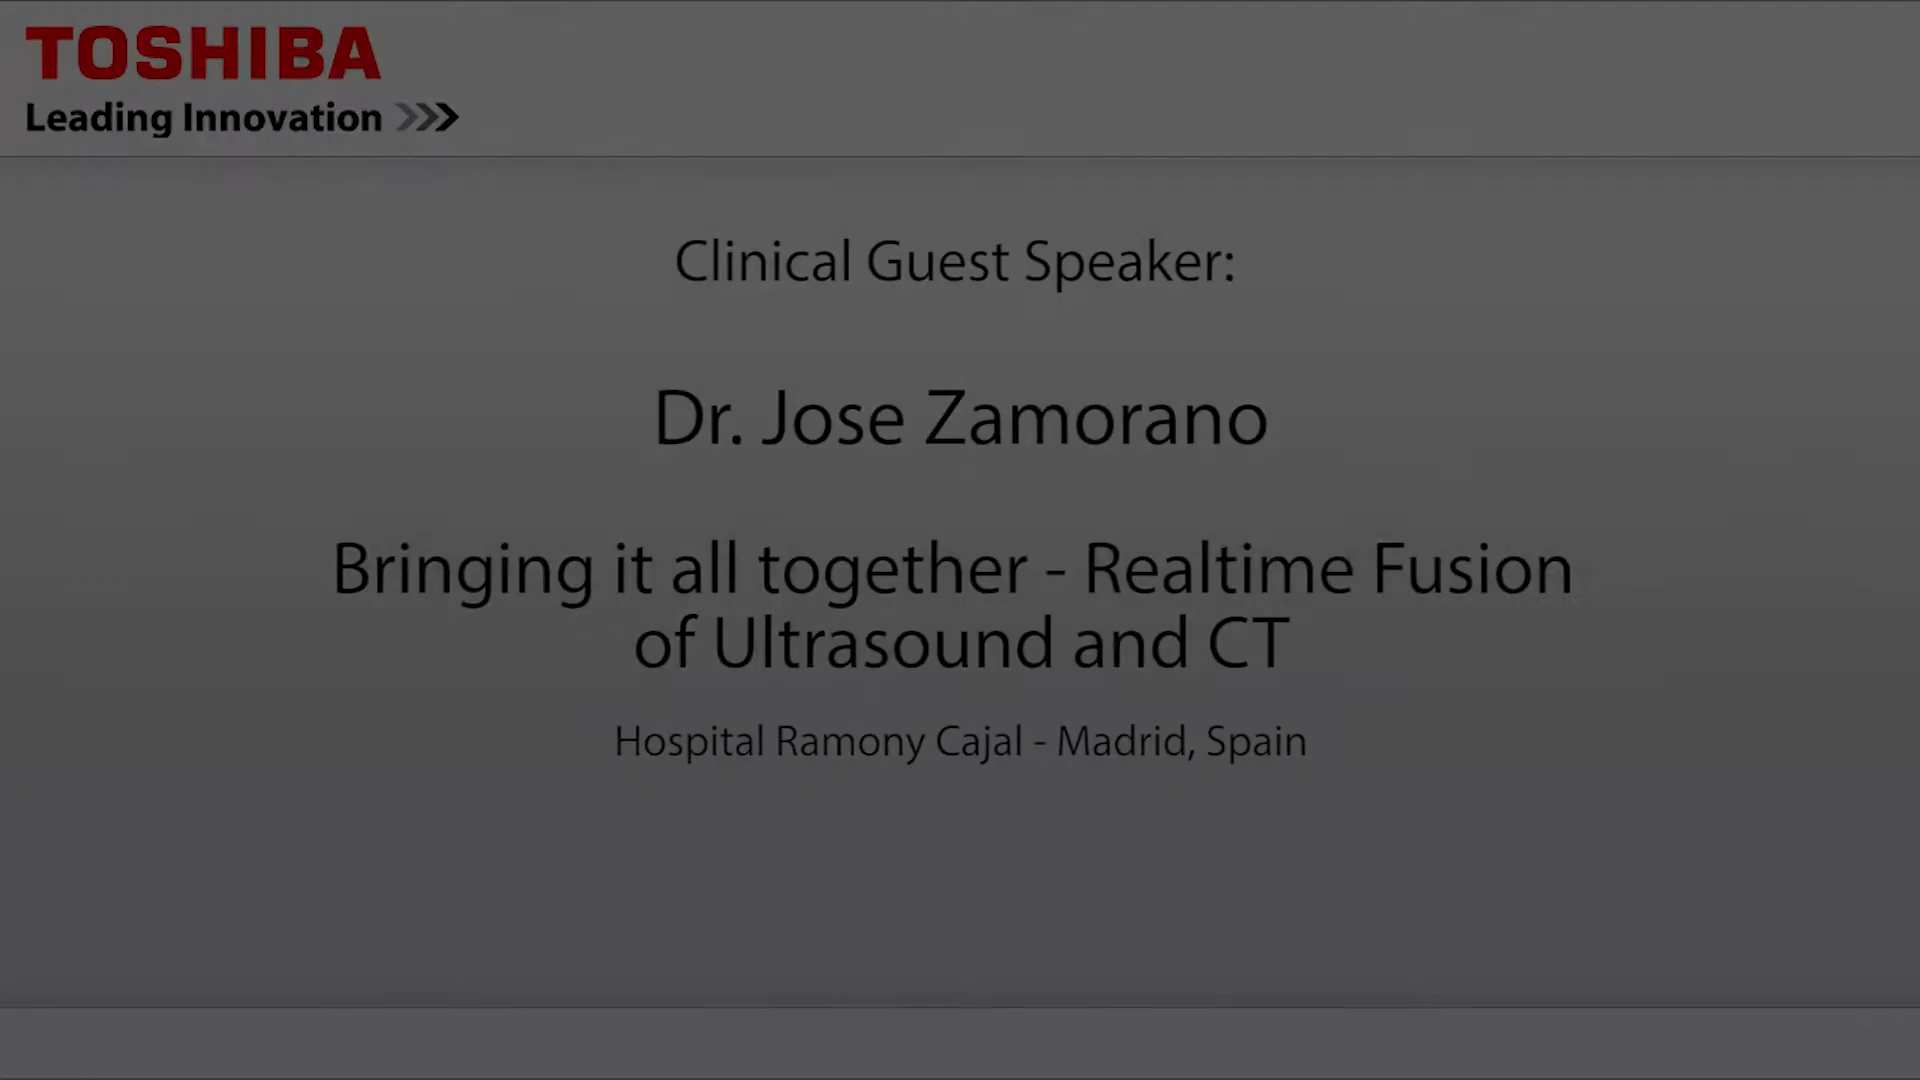 TOSHIBA
Leading Innovation
Clinical Guest Speaker:
Dr. Jose Zamorano
Bringing it all together - Realtime Fusion
of Ultrasound and CT
Hospital Ramony Cajal - Madrid, Spain